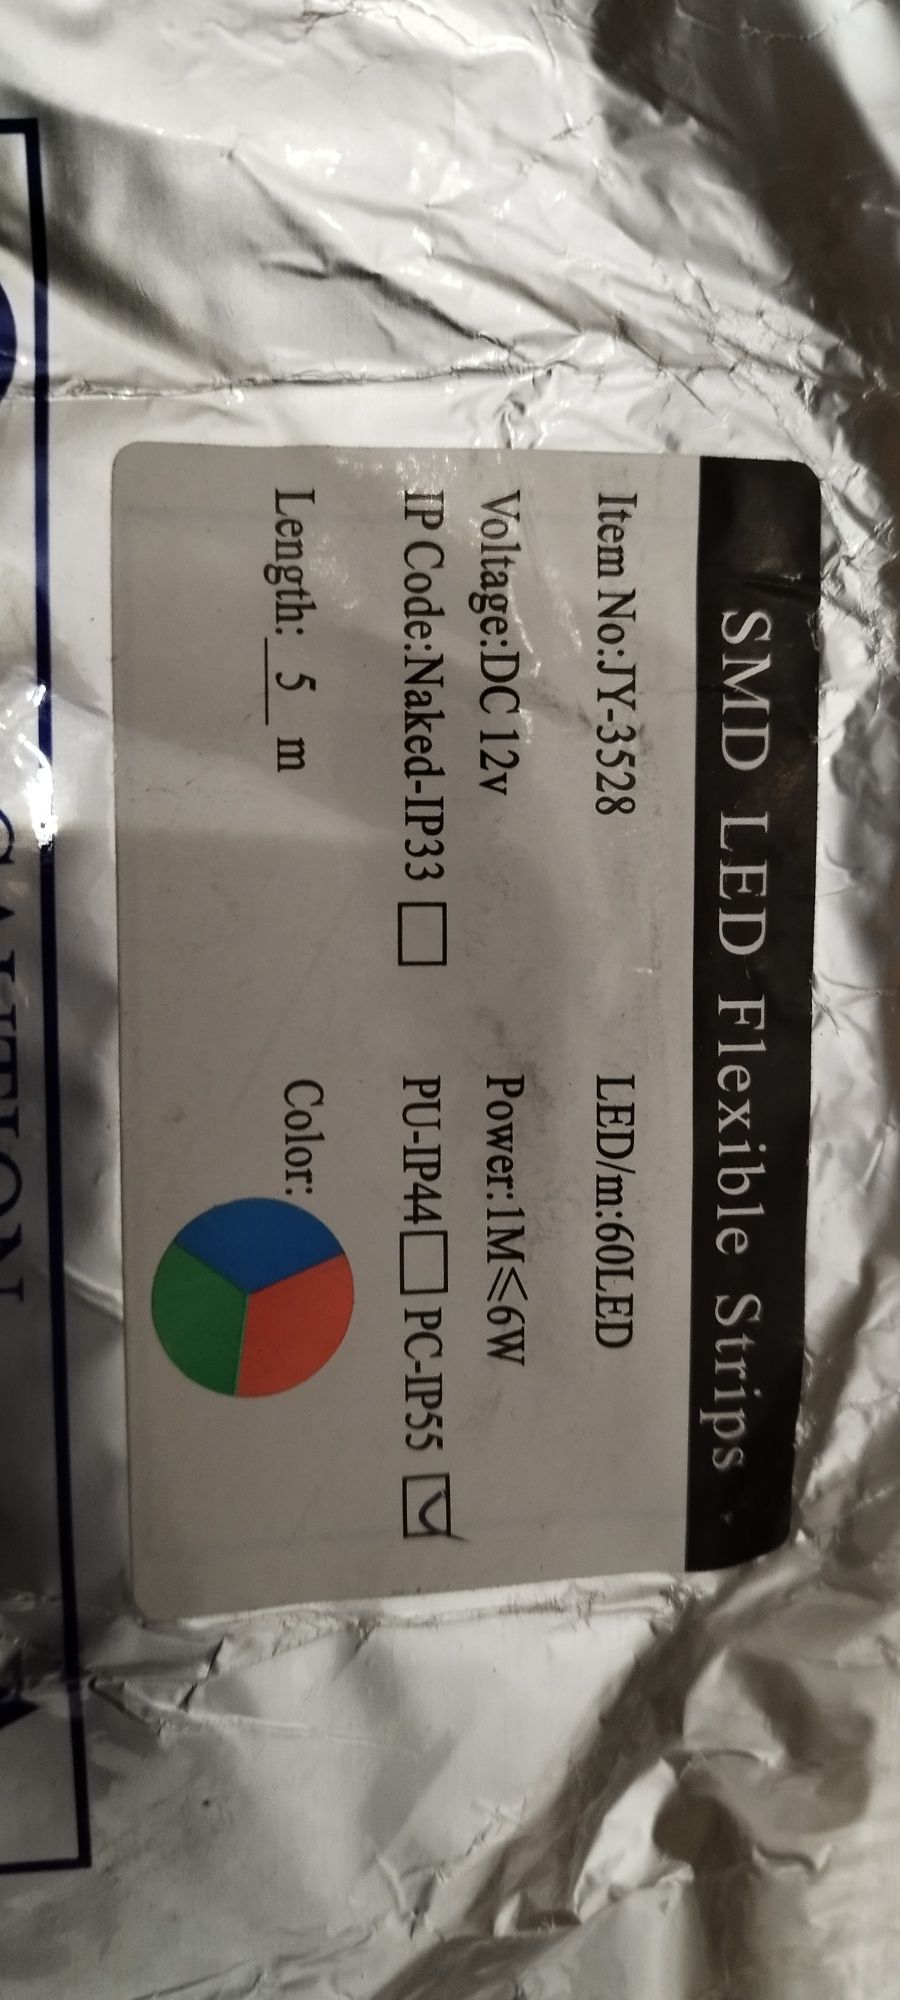 SMD LED Flexible Strips
Item No:JY-3528 LED/m:60LED
Voltage:DC 12v Power:1M≤6W
IP Code:Naked-IP33 ☐ PU-IP44 ☐ PC-IP55 ☑
Length: 5 m Color:
CAUTION